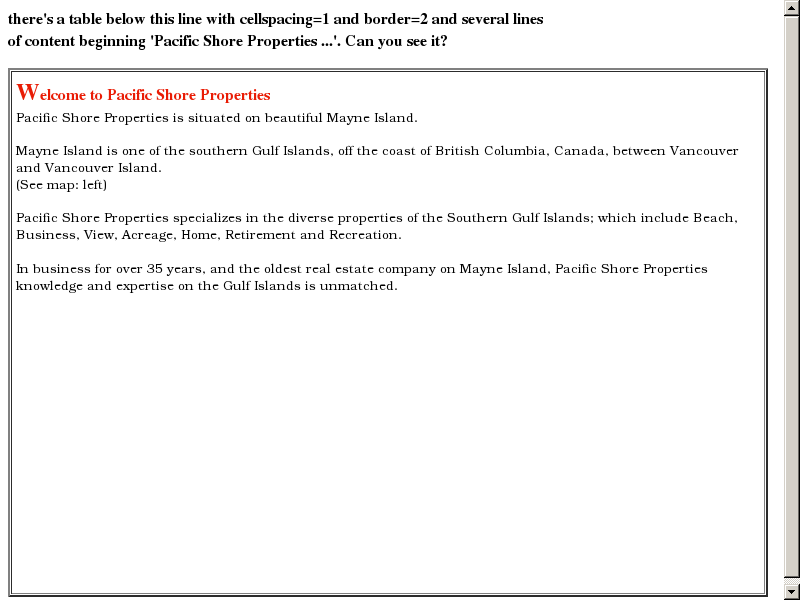 there's a table below this line with cellspacing=1 and border=2 and several lines
of content beginning 'Pacific Shore Properties ...'. Can you see it?
Welcome to Pacific Shore Properties
Pacific Shore Properties is situated on beautiful Mayne Island.
Mayne Island is one of the southern Gulf Islands, off the coast of British Columbia, Canada, between Vancouver
and Vancouver Island.
(See map: left)
Pacific Shore Properties specializes in the diverse properties of the Southern Gulf Islands; which include Beach,
Business, View, Acreage, Home, Retirement and Recreation.
In business for over 35 years, and the oldest real estate company on Mayne Island, Pacific Shore Properties
knowledge and expertise on the Gulf Islands is unmatched.